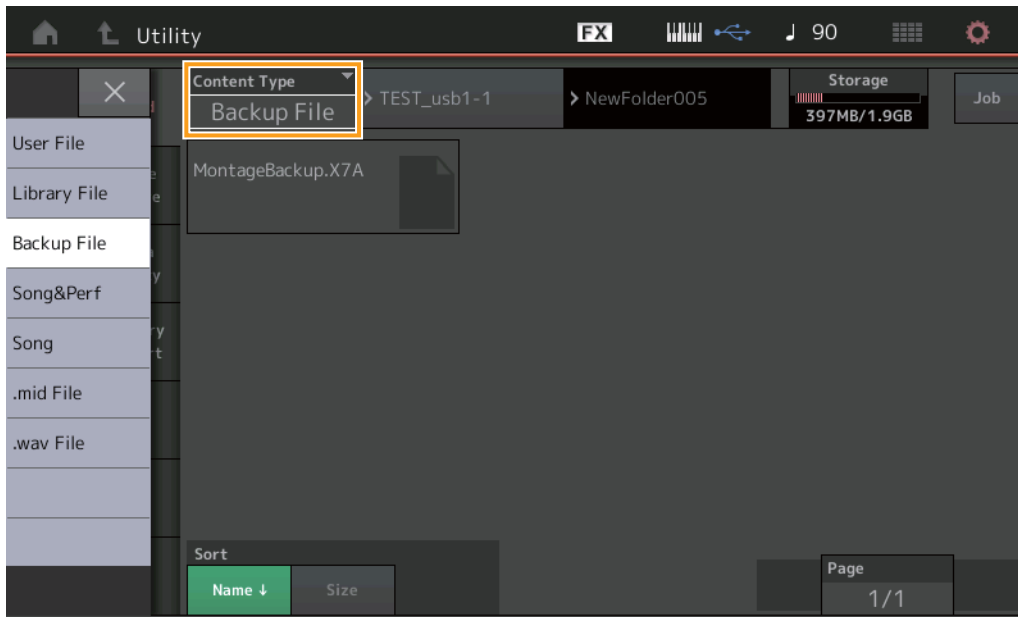 Utility
FX
♩ 90
Content Type
Backup File
TEST_usb1-1
NewFolder005
Storage
397MB/1.9GB
Job
User File
Library File
Backup File
Song&Perf
Song
.mid File
.wav File
MontageBackup.X7A
Sort
Name ↓
Size
Page
1/1